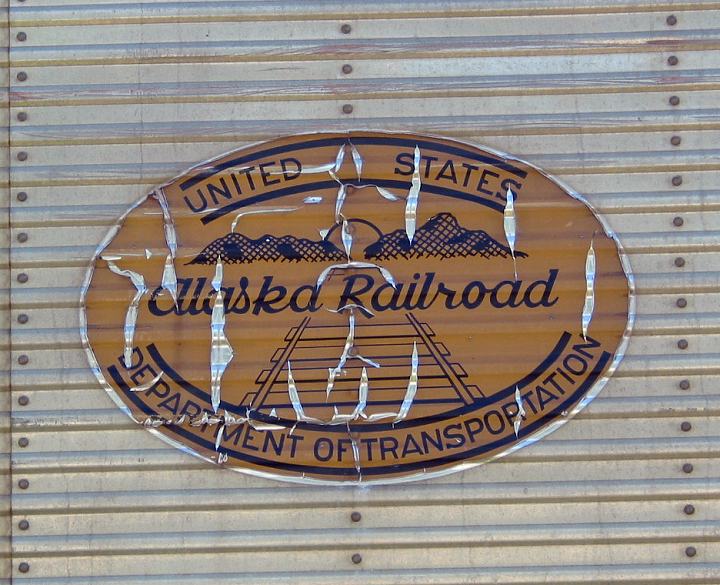 UNITED STATES
Alaska Railroad
DEPARTMENT OF TRANSPORTATION